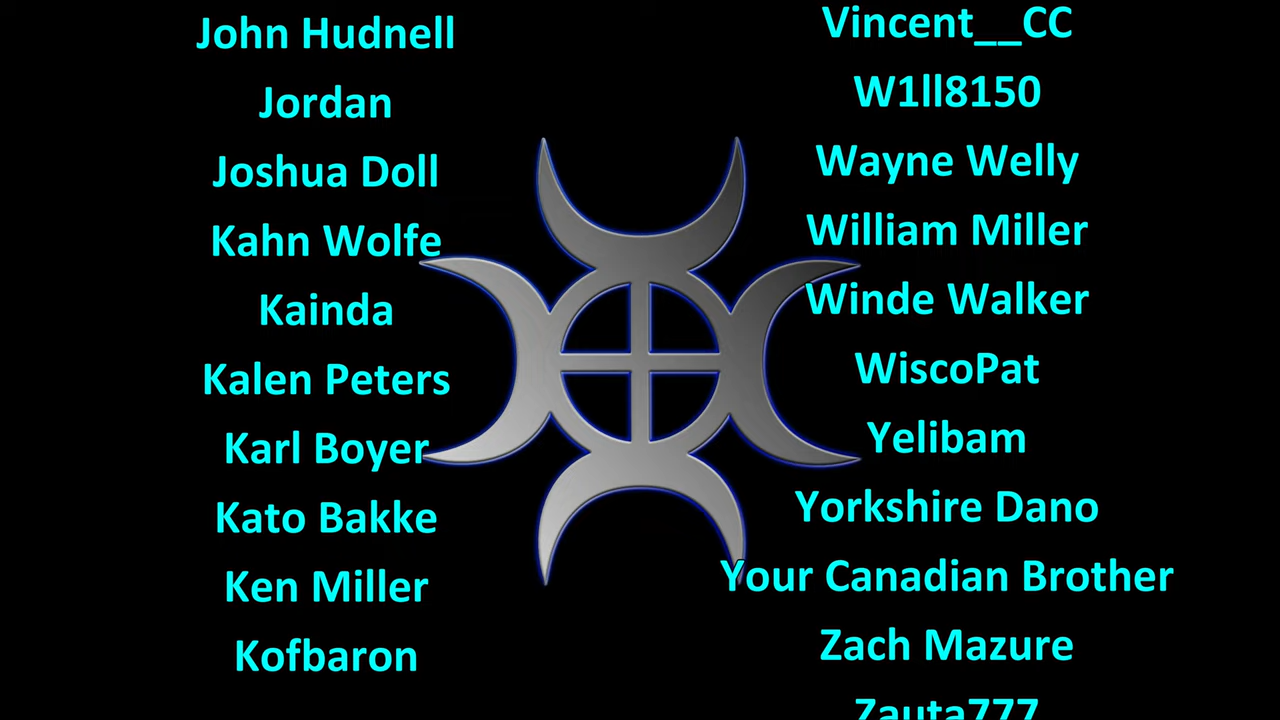 John Hudnell
Jordan
Joshua Doll
Kahn Wolfe
Kainda
Kalen Peters
Karl Boyer
Kato Bakke
Ken Miller
Kofbaron
Vincent__CC
W1ll8150
Wayne Welly
William Miller
Winde Walker
WiscoPat
Yelibam
Yorkshire Dano
Your Canadian Brother
Zach Mazure
Zauta777